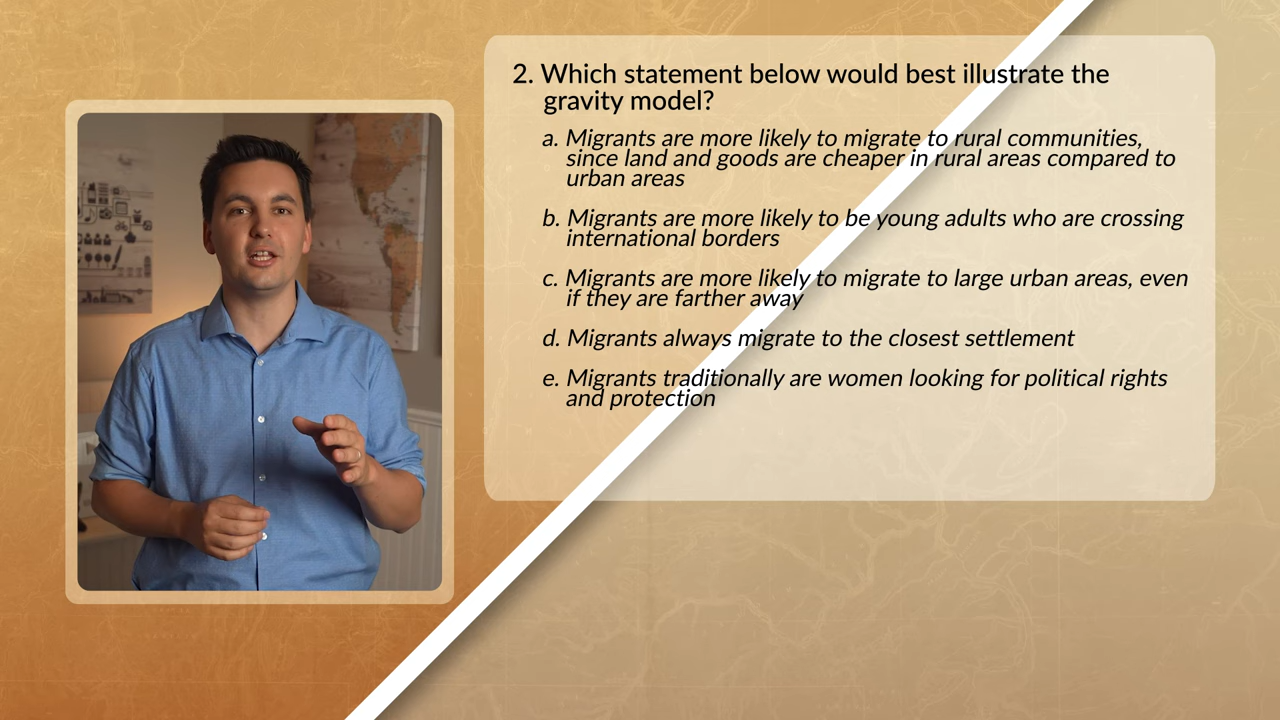 2. Which statement below would best illustrate the
gravity model?
a. Migrants are more likely to migrate to rural communities,
since land and goods are cheaper in rural areas compared to
urban areas
b. Migrants are more likely to be young adults who are crossing
international borders
c. Migrants are more likely to migrate to large urban areas, even
if they are farther away
d. Migrants always migrate to the closest settlement
e. Migrants traditionally are women looking for political rights
and protection